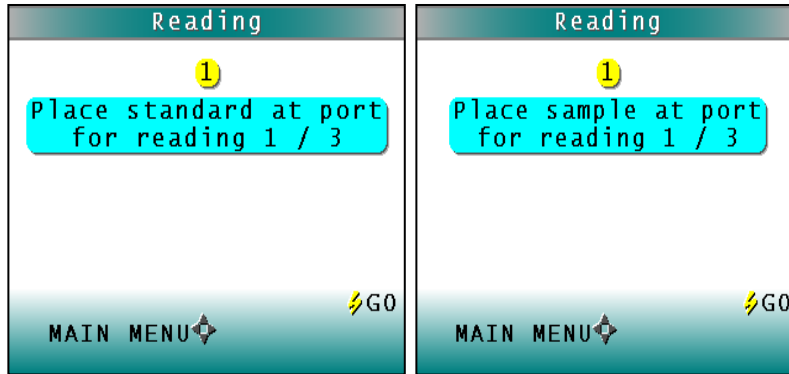 Reading
1
Place standard at port
for reading 1 / 3
GO
MAIN MENU
Reading
1
Place sample at port
for reading 1 / 3
GO
MAIN MENU